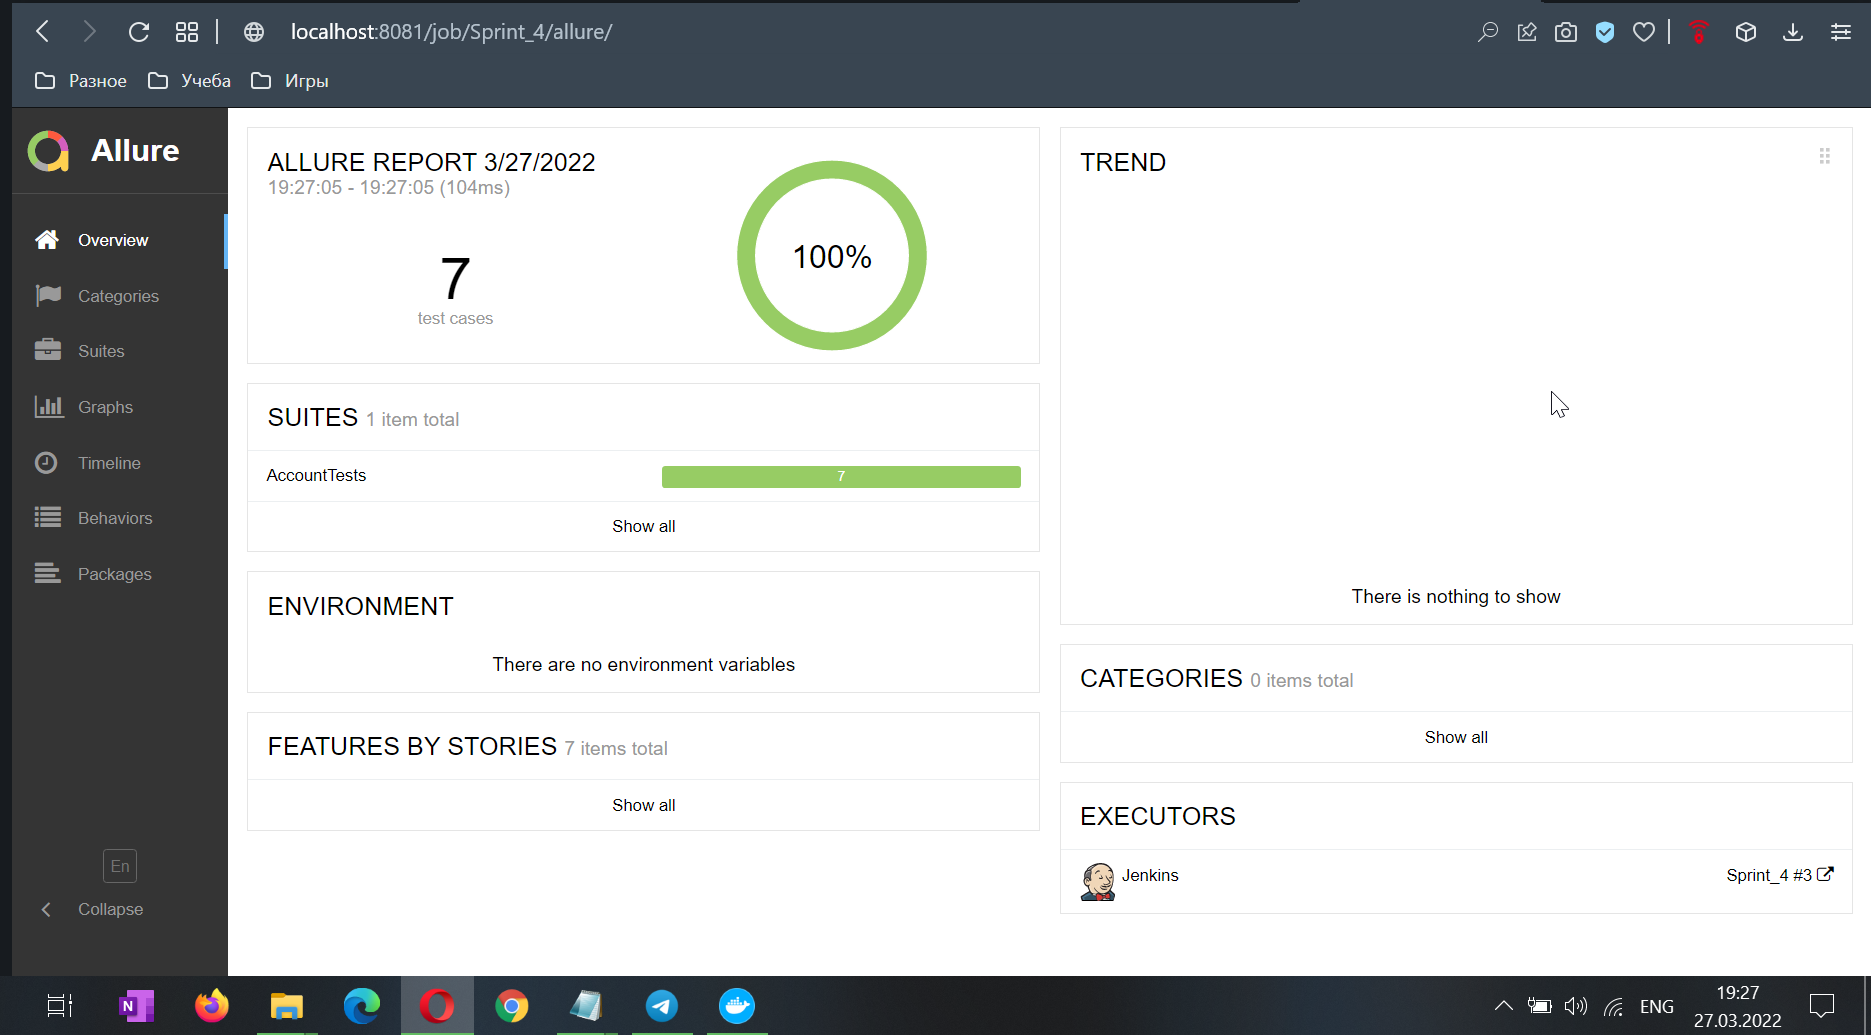 localhost:8081/job/Sprint_4/allure/
Разное
Учеба
Игры
Allure
Overview
Categories
Suites
Graphs
Timeline
Behaviors
Packages
En
Collapse
ALLURE REPORT 3/27/2022
19:27:05 - 19:27:05 (104ms)
7
test cases
100%
SUITES 1 item total
AccountTests
7
Show all
ENVIRONMENT
There are no environment variables
FEATURES BY STORIES 7 items total
Show all
TREND
There is nothing to show
CATEGORIES 0 items total
Show all
EXECUTORS
Jenkins
Sprint_4 #3
N
ENG
19:27
27.03.2022